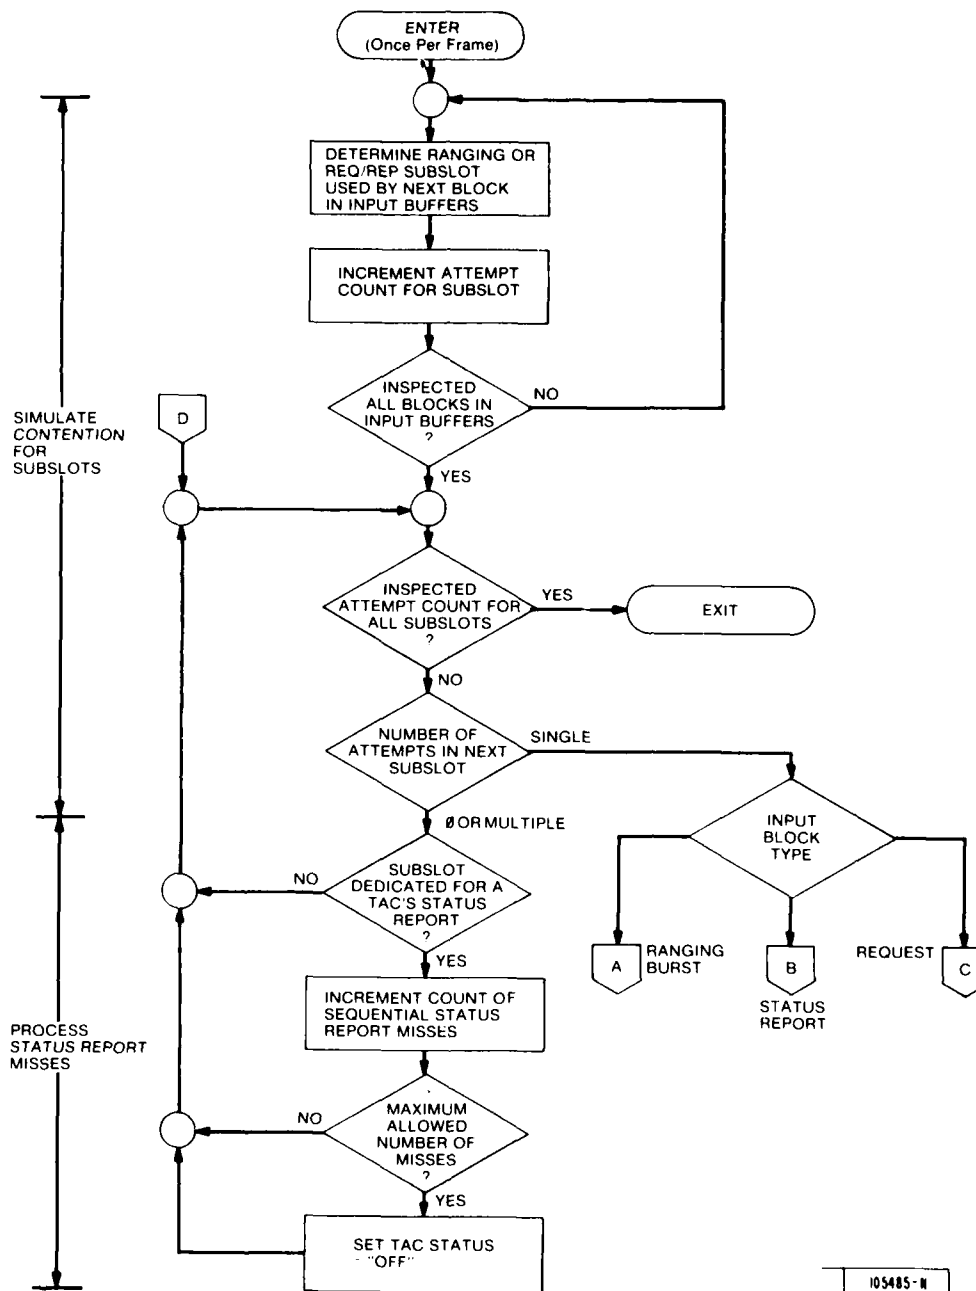 ENTER
(Once Per Frame)
DETERMINE RANGING OR
REQ/REP SUBSLOT
USED BY NEXT BLOCK
IN INPUT BUFFERS
INCREMENT ATTEMPT
COUNT FOR SUBSLOT
INSPECTED
ALL BLOCKS IN
INPUT BUFFERS
?
NO
YES
SIMULATE
CONTENTION
FOR
SUBSLOTS
D
INSPECTED
ATTEMPT COUNT FOR
ALL SUBSLOTS
?
YES
EXIT
NO
NUMBER OF
ATTEMPTS IN NEXT
SUBSLOT
SINGLE
Ø OR MULTIPLE
INPUT
BLOCK
TYPE
A
RANGING
BURST
B
STATUS
REPORT
REQUEST
C
SUBSLOT
DEDICATED FOR A
TAC'S STATUS
REPORT
?
NO
YES
INCREMENT COUNT OF
SEQUENTIAL STATUS
REPORT MISSES
PROCESS
STATUS REPORT
MISSES
MAXIMUM
ALLOWED
NUMBER OF
MISSES
?
NO
YES
SET TAC STATUS
"OFF"
105485-N